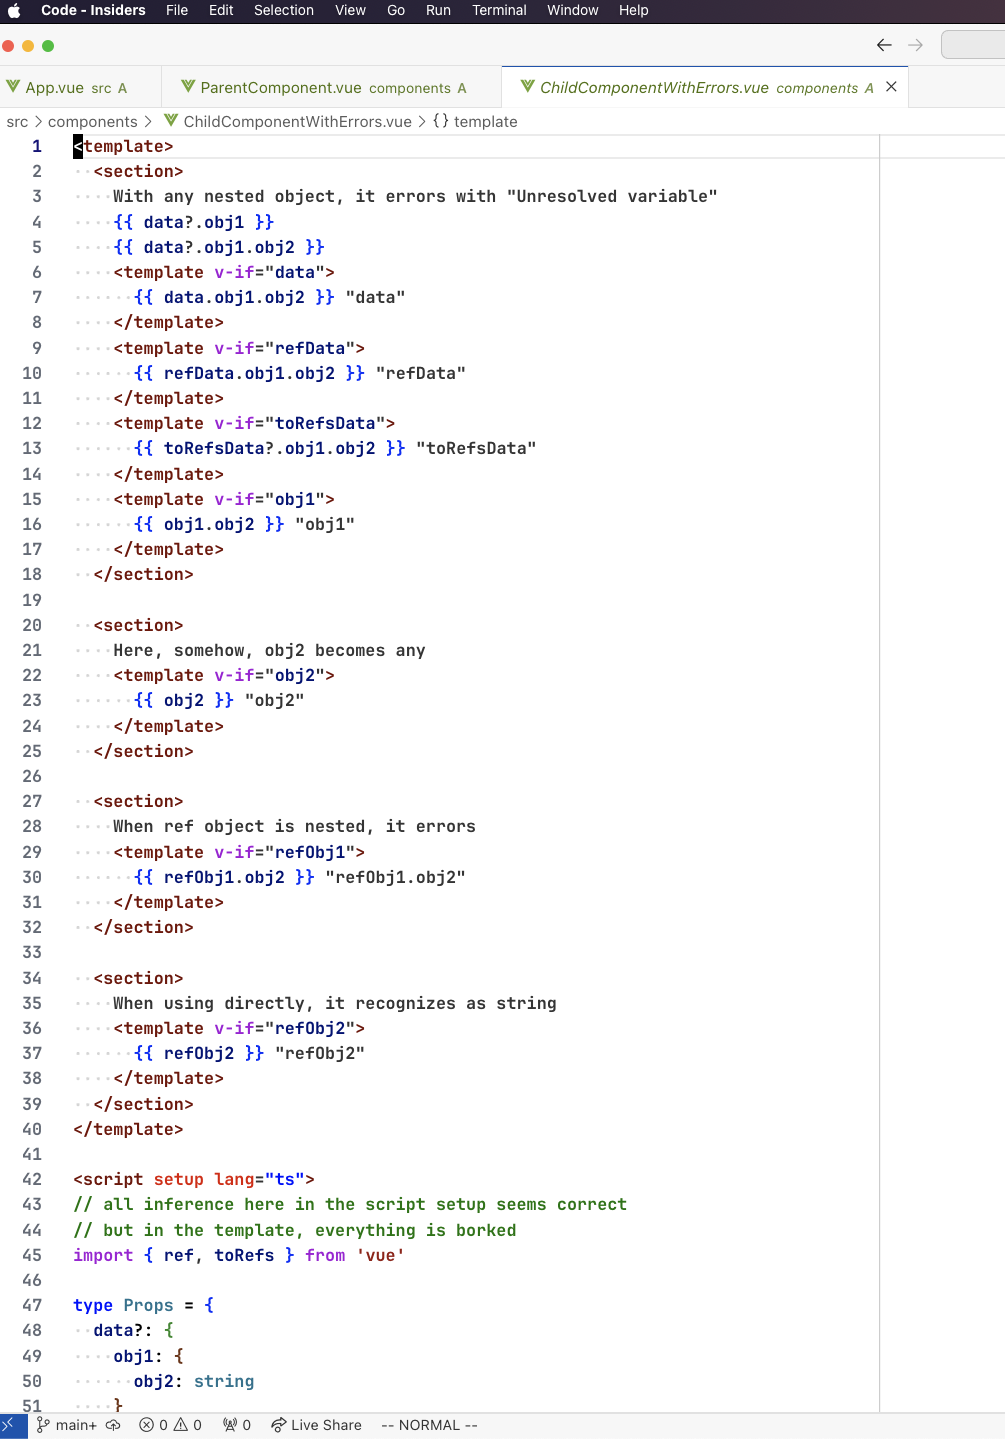 Code - Insiders File Edit Selection View Go Run Terminal Window Help
App.vue src A ParentComponent.vue components A ChildComponentWithErrors.vue components A
src > components > ChildComponentWithErrors.vue > {} template
1 <template>
2 <section>
3 With any nested object, it errors with "Unresolved variable"
4 {{ data?.obj1 }}
5 {{ data?.obj1.obj2 }}
6 <template v-if="data">
7 {{ data.obj1.obj2 }} "data"
8 </template>
9 <template v-if="refData">
10 {{ refData.obj1.obj2 }} "refData"
11 </template>
12 <template v-if="toRefsData">
13 {{ toRefsData?.obj1.obj2 }} "toRefsData"
14 </template>
15 <template v-if="obj1">
16 {{ obj1.obj2 }} "obj1"
17 </template>
18 </section>
19
20 <section>
21 Here, somehow, obj2 becomes any
22 <template v-if="obj2">
23 {{ obj2 }} "obj2"
24 </template>
25 </section>
26
27 <section>
28 When ref object is nested, it errors
29 <template v-if="refObj1">
30 {{ refObj1.obj2 }} "refObj1.obj2"
31 </template>
32 </section>
33
34 <section>
35 When using directly, it recognizes as string
36 <template v-if="refObj2">
37 {{ refObj2 }} "refObj2"
38 </template>
39 </section>
40 </template>
41
42 <script setup lang="ts">
43 // all inference here in the script setup seems correct
44 // but in the template, everything is borked
45 import { ref, toRefs } from 'vue'
46
47 type Props = {
48 data?: {
49 obj1: {
50 obj2: string
51 }
main+ 0 0 0 Live Share -- NORMAL --